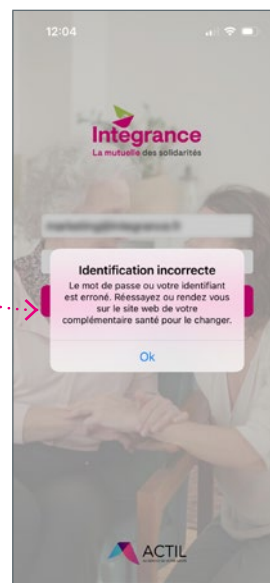 12:04
Intégrance
La mutuelle des solidarités
Identification incorrecte
Le mot de passe ou votre identifiant
est erroné. Réessayez ou rendez vous
sur le site web de votre
complémentaire santé pour le changer.
Ok
ACTIL